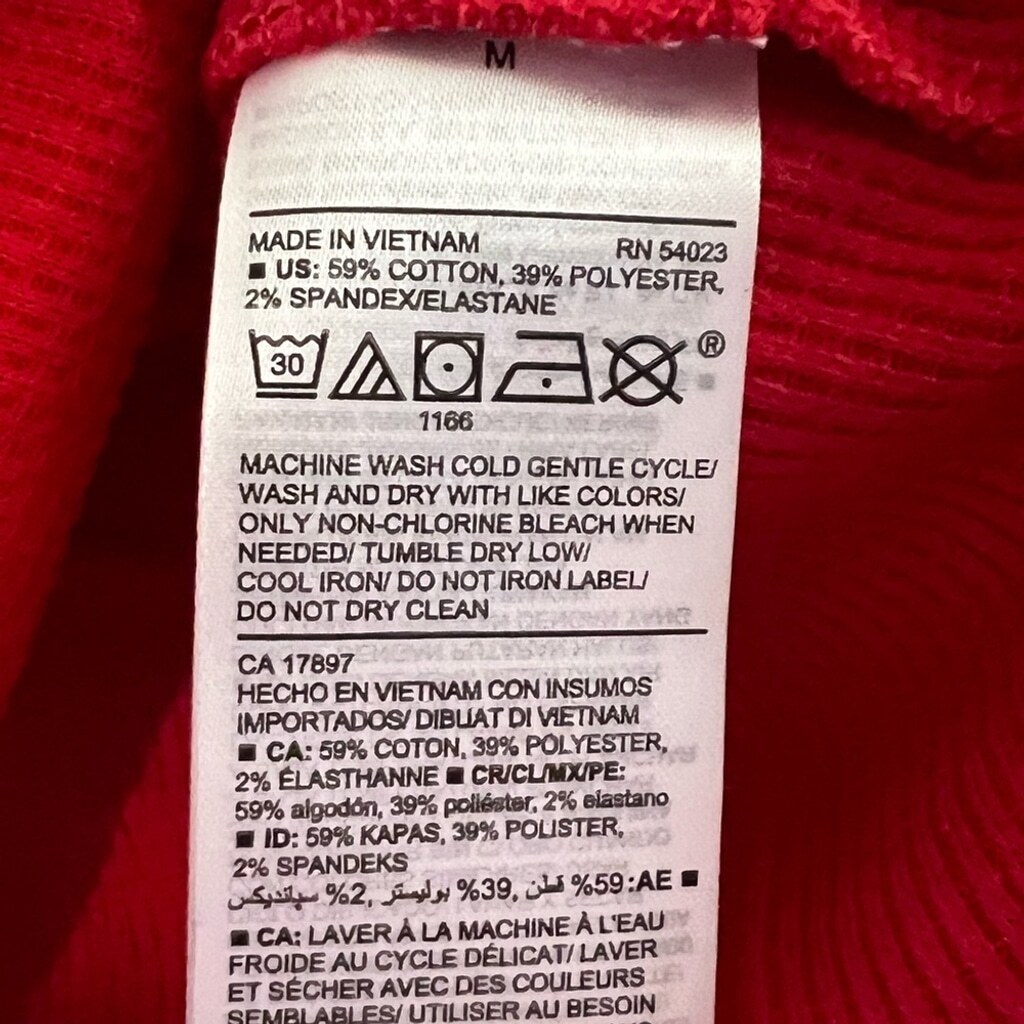 M
MADE IN VIETNAM RN 54023
■ US: 59% COTTON, 39% POLYESTER,
2% SPANDEX/ELASTANE
30 ®
1166
MACHINE WASH COLD GENTLE CYCLE/
WASH AND DRY WITH LIKE COLORS/
ONLY NON-CHLORINE BLEACH WHEN
NEEDED/ TUMBLE DRY LOW/
COOL IRON/ DO NOT IRON LABEL/
DO NOT DRY CLEAN
CA 17897
HECHO EN VIETNAM CON INSUMOS
IMPORTADOS/ DIBUAT DI VIETNAM
■ CA: 59% COTON, 39% POLYESTER,
2% ÉLASTHANNE ■ CR/CL/MX/PE:
59% algodón, 39% poliéster, 2% elastano
■ ID: 59% KAPAS, 39% POLISTER,
2% SPANDEKS
■ AE: %59 قطن, %39 بوليستر, %2 سپانديكس
■ CA: LAVER À LA MACHINE À L'EAU
FROIDE AU CYCLE DÉLICAT/ LAVER
ET SÉCHER AVEC DES COULEURS
SEMBLABLES/ UTILISER AU BESOIN